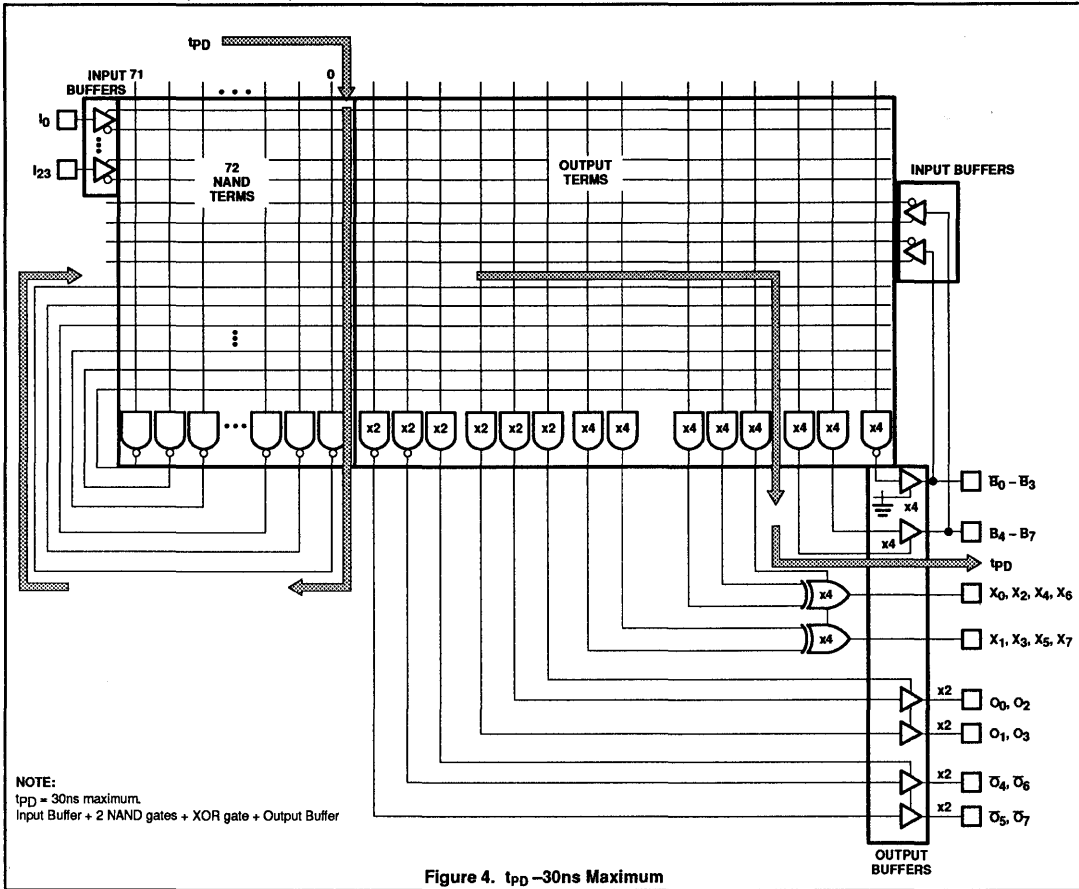 tPD
INPUT
BUFFERS
71
0
I0
I23
72
NAND
TERMS
OUTPUT
TERMS
INPUT BUFFERS
x2 x2 x2 x2 x2 x2 x4 x4 x4 x4 x4 x4 x4 x4
x4
B̅0 – B̅3
x4
B4 – B7
tPD
x4
X0, X2, X4, X6
x4
X1, X3, X5, X7
x2
O0, O2
x2
O1, O3
x2
O̅4, O̅6
x2
O̅5, O̅7
OUTPUT
BUFFERS
NOTE:
tPD = 30ns maximum.
Input Buffer + 2 NAND gates + XOR gate + Output Buffer
Figure 4. tPD –30ns Maximum